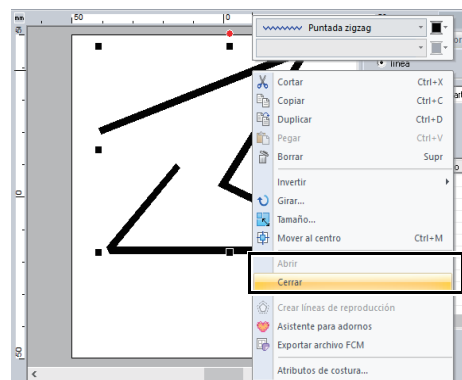 mm
50
0
Puntada zigzag
línea
Cortar Ctrl+X
Copiar Ctrl+C
Duplicar Ctrl+D
Pegar Ctrl+V
Borrar Supr
Invertir
Girar...
Tamaño...
Mover al centro Ctrl+M
0
Abrir
Cerrar
Crear líneas de reproducción
Asistente para adornos
Exportar archivo FCM
50
Atributos de costura...